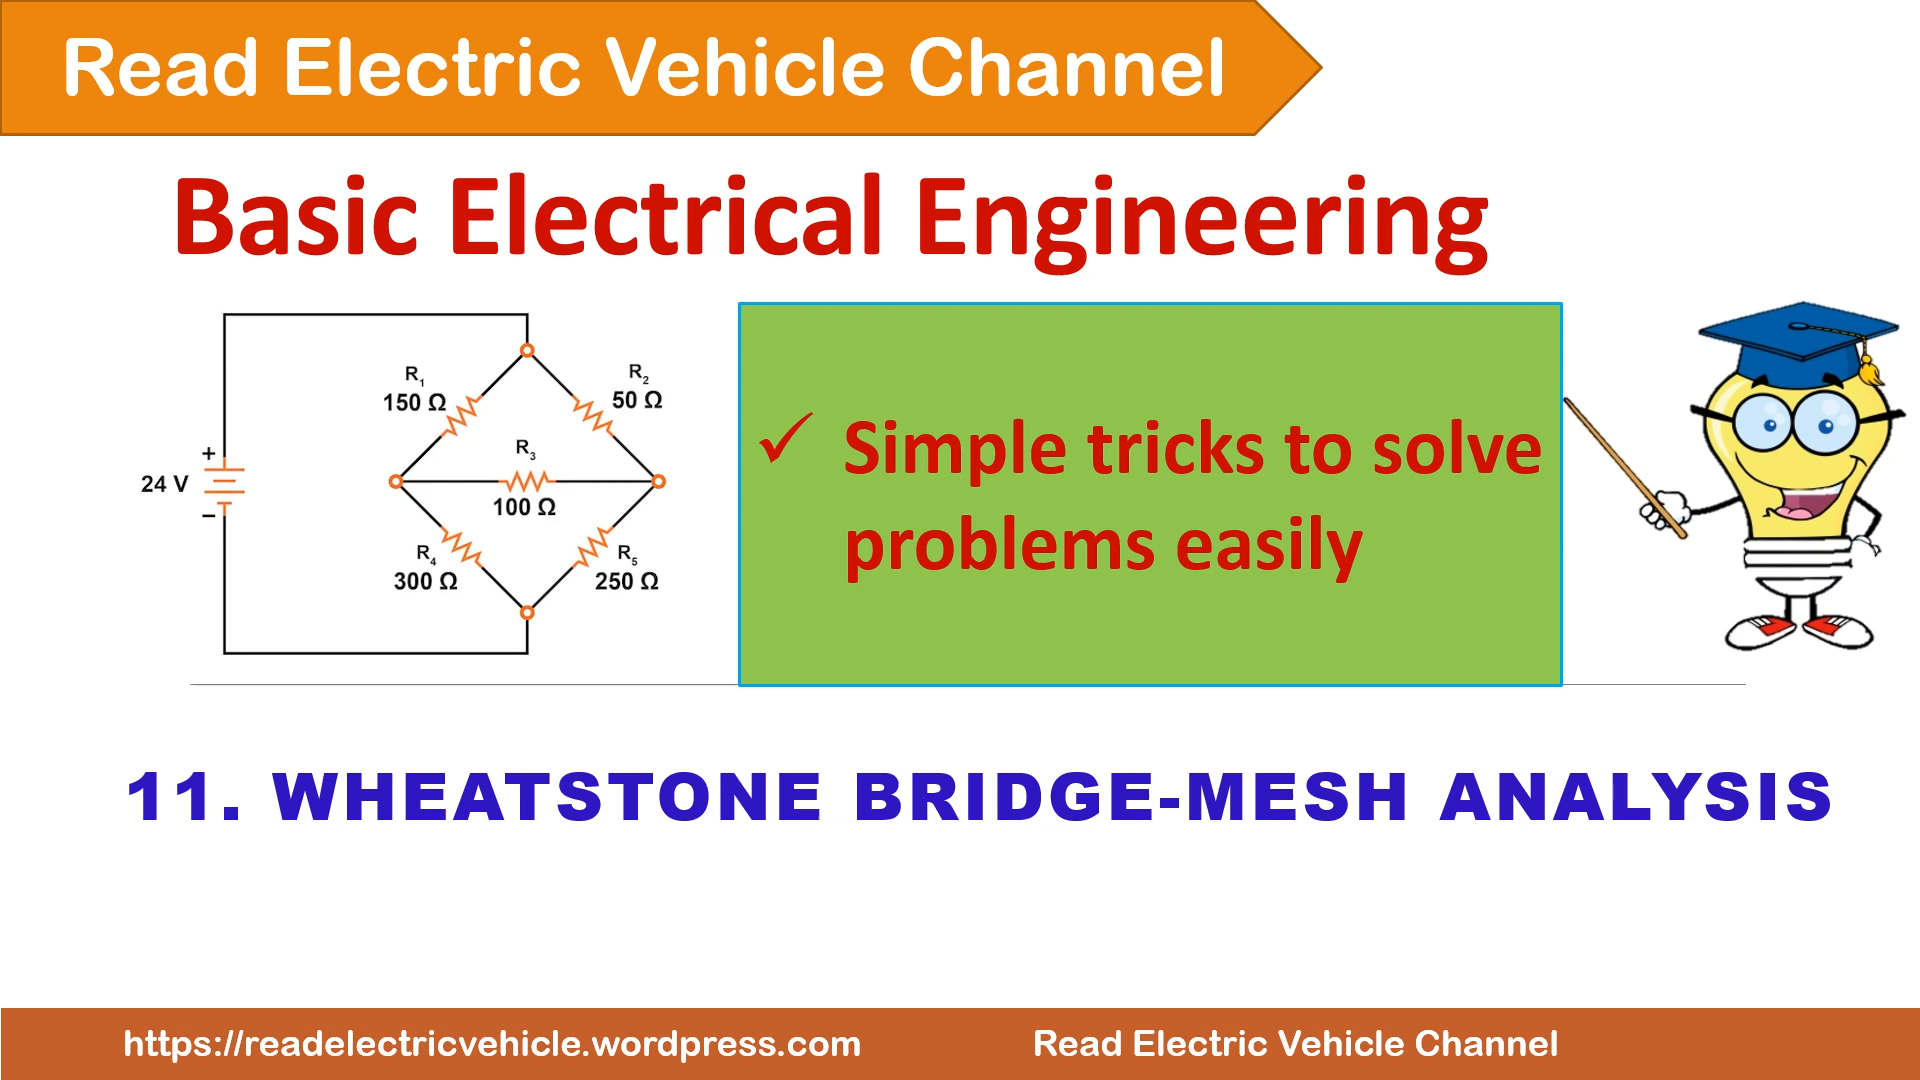 Read Electric Vehicle Channel
Basic Electrical Engineering
R1
150 Ω
R2
50 Ω
R3
100 Ω
+
24 V
−
R4
300 Ω
R5
250 Ω
✓ Simple tricks to solve
problems easily
11. WHEATSTONE BRIDGE-MESH ANALYSIS
https://readelectricvehicle.wordpress.com
Read Electric Vehicle Channel